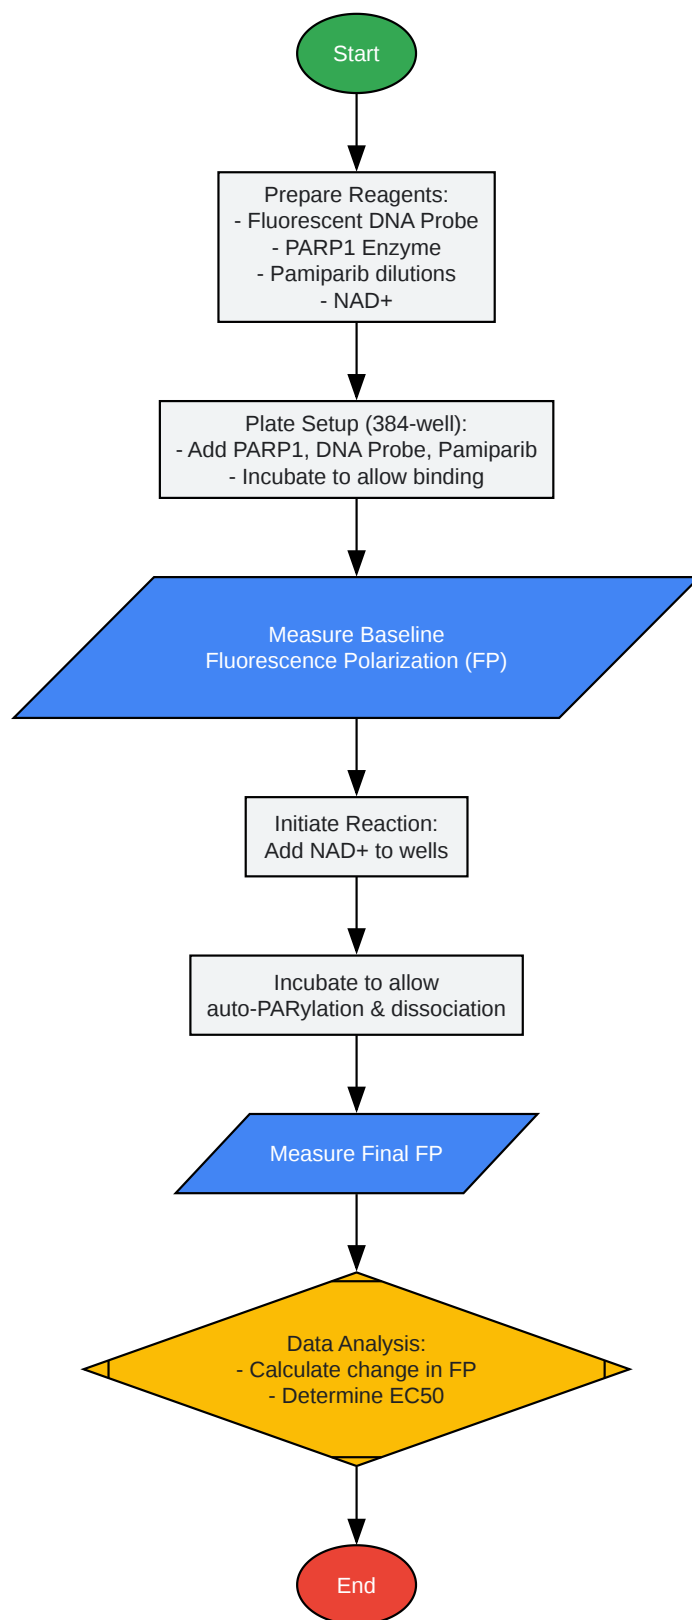 Start
Prepare Reagents:
- Fluorescent DNA Probe
- PARP1 Enzyme
- Pamiparib dilutions
- NAD+
Plate Setup (384-well):
- Add PARP1, DNA Probe, Pamiparib
- Incubate to allow binding
Measure Baseline
Fluorescence Polarization (FP)
Initiate Reaction:
Add NAD+ to wells
Incubate to allow
auto-PARylation & dissociation
Measure Final FP
Data Analysis:
- Calculate change in FP
- Determine EC50
End